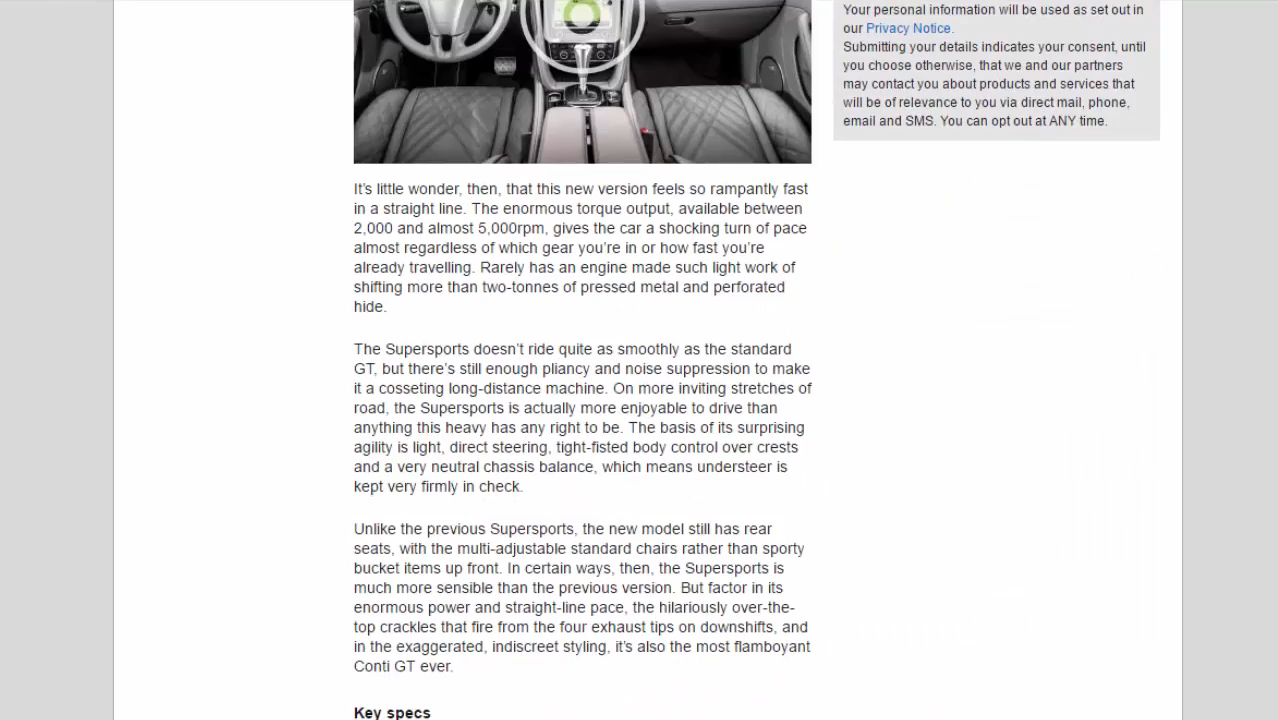 Your personal information will be used as set out in
our Privacy Notice.
Submitting your details indicates your consent, until
you choose otherwise, that we and our partners
may contact you about products and services that
will be of relevance to you via direct mail, phone,
email and SMS. You can opt out at ANY time.
It's little wonder, then, that this new version feels so rampantly fast
in a straight line. The enormous torque output, available between
2,000 and almost 5,000rpm, gives the car a shocking turn of pace
almost regardless of which gear you're in or how fast you're
already travelling. Rarely has an engine made such light work of
shifting more than two-tonnes of pressed metal and perforated
hide.
The Supersports doesn't ride quite as smoothly as the standard
GT, but there's still enough pliancy and noise suppression to make
it a cosseting long-distance machine. On more inviting stretches of
road, the Supersports is actually more enjoyable to drive than
anything this heavy has any right to be. The basis of its surprising
agility is light, direct steering, tight-fisted body control over crests
and a very neutral chassis balance, which means understeer is
kept very firmly in check.
Unlike the previous Supersports, the new model still has rear
seats, with the multi-adjustable standard chairs rather than sporty
bucket items up front. In certain ways, then, the Supersports is
much more sensible than the previous version. But factor in its
enormous power and straight-line pace, the hilariously over-the-
top crackles that fire from the four exhaust tips on downshifts, and
in the exaggerated, indiscreet styling, it's also the most flamboyant
Conti GT ever.
Key specs